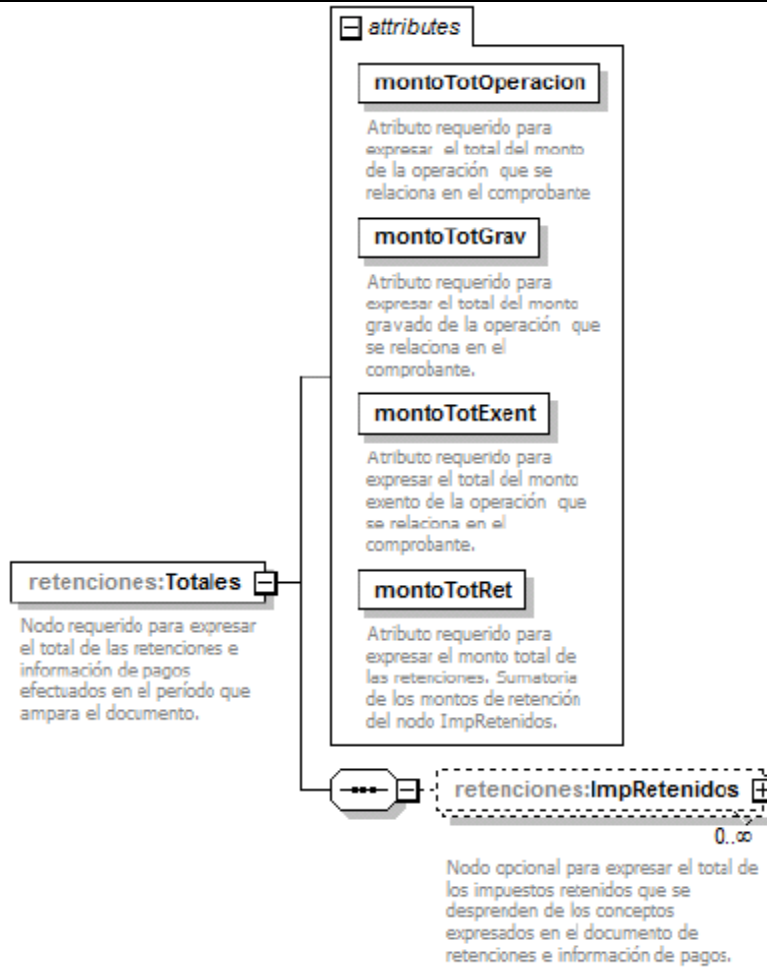 attributes
montoTotOperacion
Atributo requerido para
expresar el total del monto
de la operación que se
relaciona en el comprobante
montoTotGrav
Atributo requerido para
expresar el total del monto
gravado de la operación que
se relaciona en el
comprobante.
montoTotExent
Atributo requerido para
expresar el total del monto
exento de la operación que
se relaciona en el
comprobante.
montoTotRet
Atributo requerido para
expresar el monto total de
las retenciones. Sumatoria
de los montos de retención
del nodo ImpRetenidos.
retenciones:Totales
Nodo requerido para expresar
el total de las retenciones e
información de pagos
efectuados en el período que
ampara el documento.
retenciones:ImpRetenidos
0..∞
Nodo opcional para expresar el total de
los impuestos retenidos que se
desprenden de los conceptos
expresados en el documento de
retenciones e información de pagos.